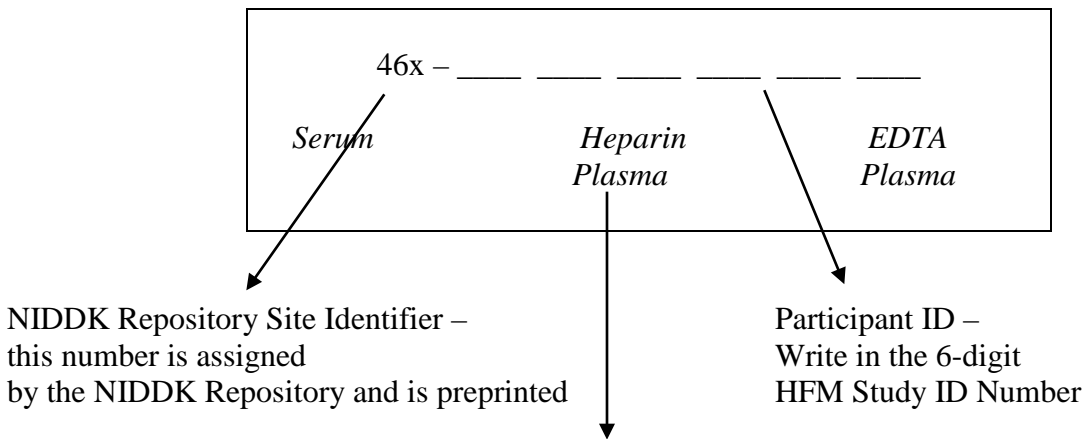 46x – ____ ____ ____ ____ ____ ____
Serum Heparin EDTA
Plasma Plasma
NIDDK Repository Site Identifier –
this number is assigned
by the NIDDK Repository and is preprinted
Participant ID –
Write in the 6-digit
HFM Study ID Number